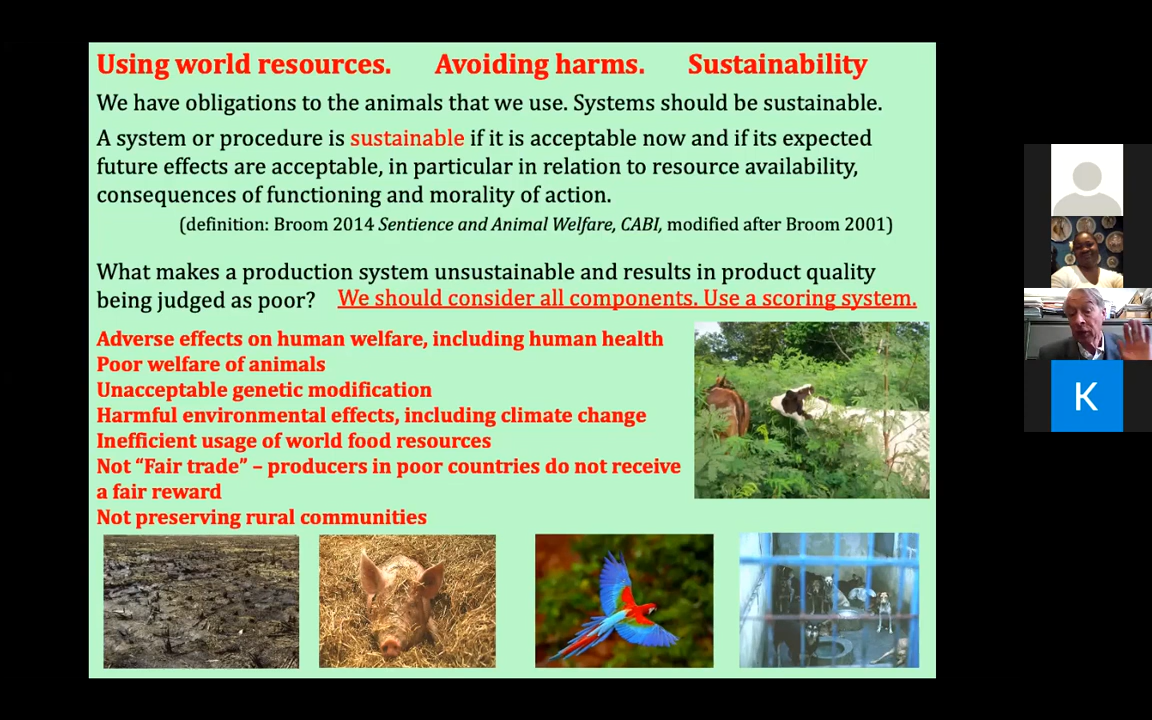 Using world resources. Avoiding harms. Sustainability
We have obligations to the animals that we use. Systems should be sustainable.
A system or procedure is sustainable if it is acceptable now and if its expected
future effects are acceptable, in particular in relation to resource availability,
consequences of functioning and morality of action.
(definition: Broom 2014 Sentience and Animal Welfare, CABI, modified after Broom 2001)
What makes a production system unsustainable and results in product quality
being judged as poor? We should consider all components. Use a scoring system.
Adverse effects on human welfare, including human health
Poor welfare of animals
Unacceptable genetic modification
Harmful environmental effects, including climate change
Inefficient usage of world food resources
Not “Fair trade” – producers in poor countries do not receive
a fair reward
Not preserving rural communities
K